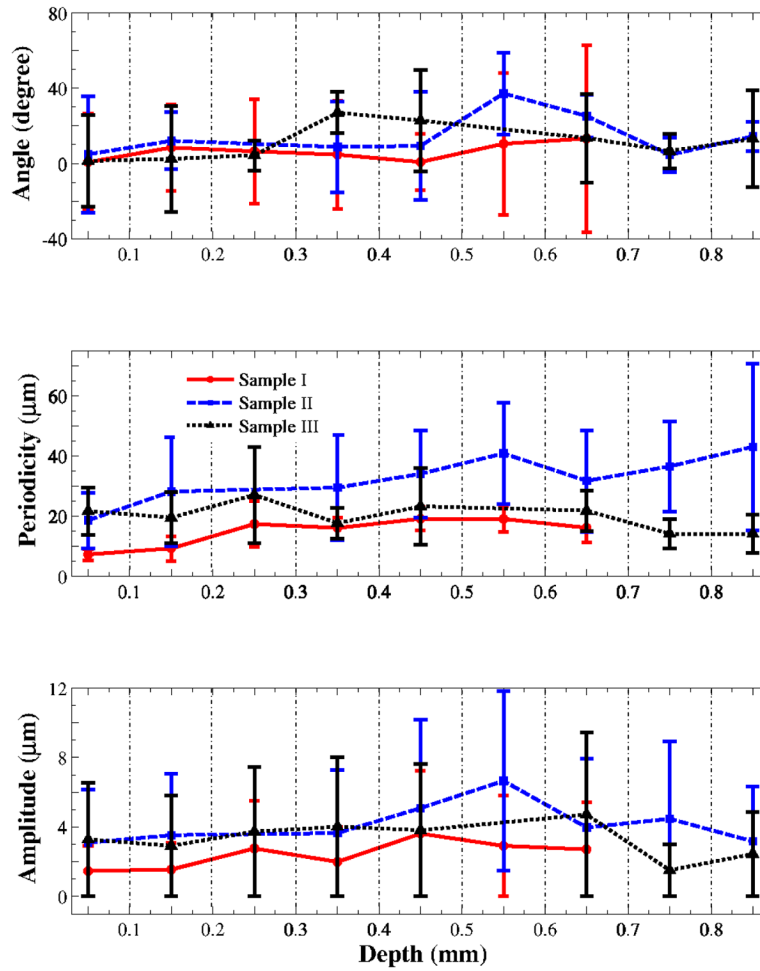 80
40
0
-40
Angle (degree)
0.1 0.2 0.3 0.4 0.5 0.6 0.7 0.8
60
40
20
0
Periodicity (μm)
Sample I
Sample II
Sample III
0.1 0.2 0.3 0.4 0.5 0.6 0.7 0.8
12
8
4
0
Amplitude (μm)
0.1 0.2 0.3 0.4 0.5 0.6 0.7 0.8
Depth (mm)